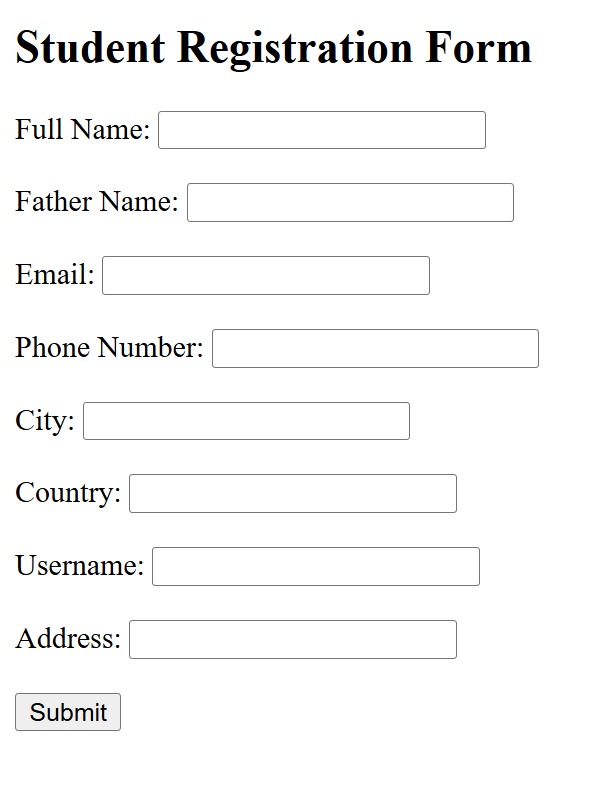 Student Registration Form
Full Name:
Father Name:
Email:
Phone Number:
City:
Country:
Username:
Address:
Submit